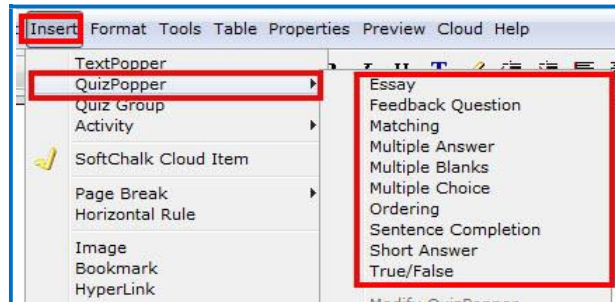 Insert Format Tools Table Properties Preview Cloud Help
TextPopper
QuizPopper
Quiz Group
Activity
SoftChalk Cloud Item
Page Break
Horizontal Rule
Image
Bookmark
HyperLink
Essay
Feedback Question
Matching
Multiple Answer
Multiple Blanks
Multiple Choice
Ordering
Sentence Completion
Short Answer
True/False
Modify QuizPopper